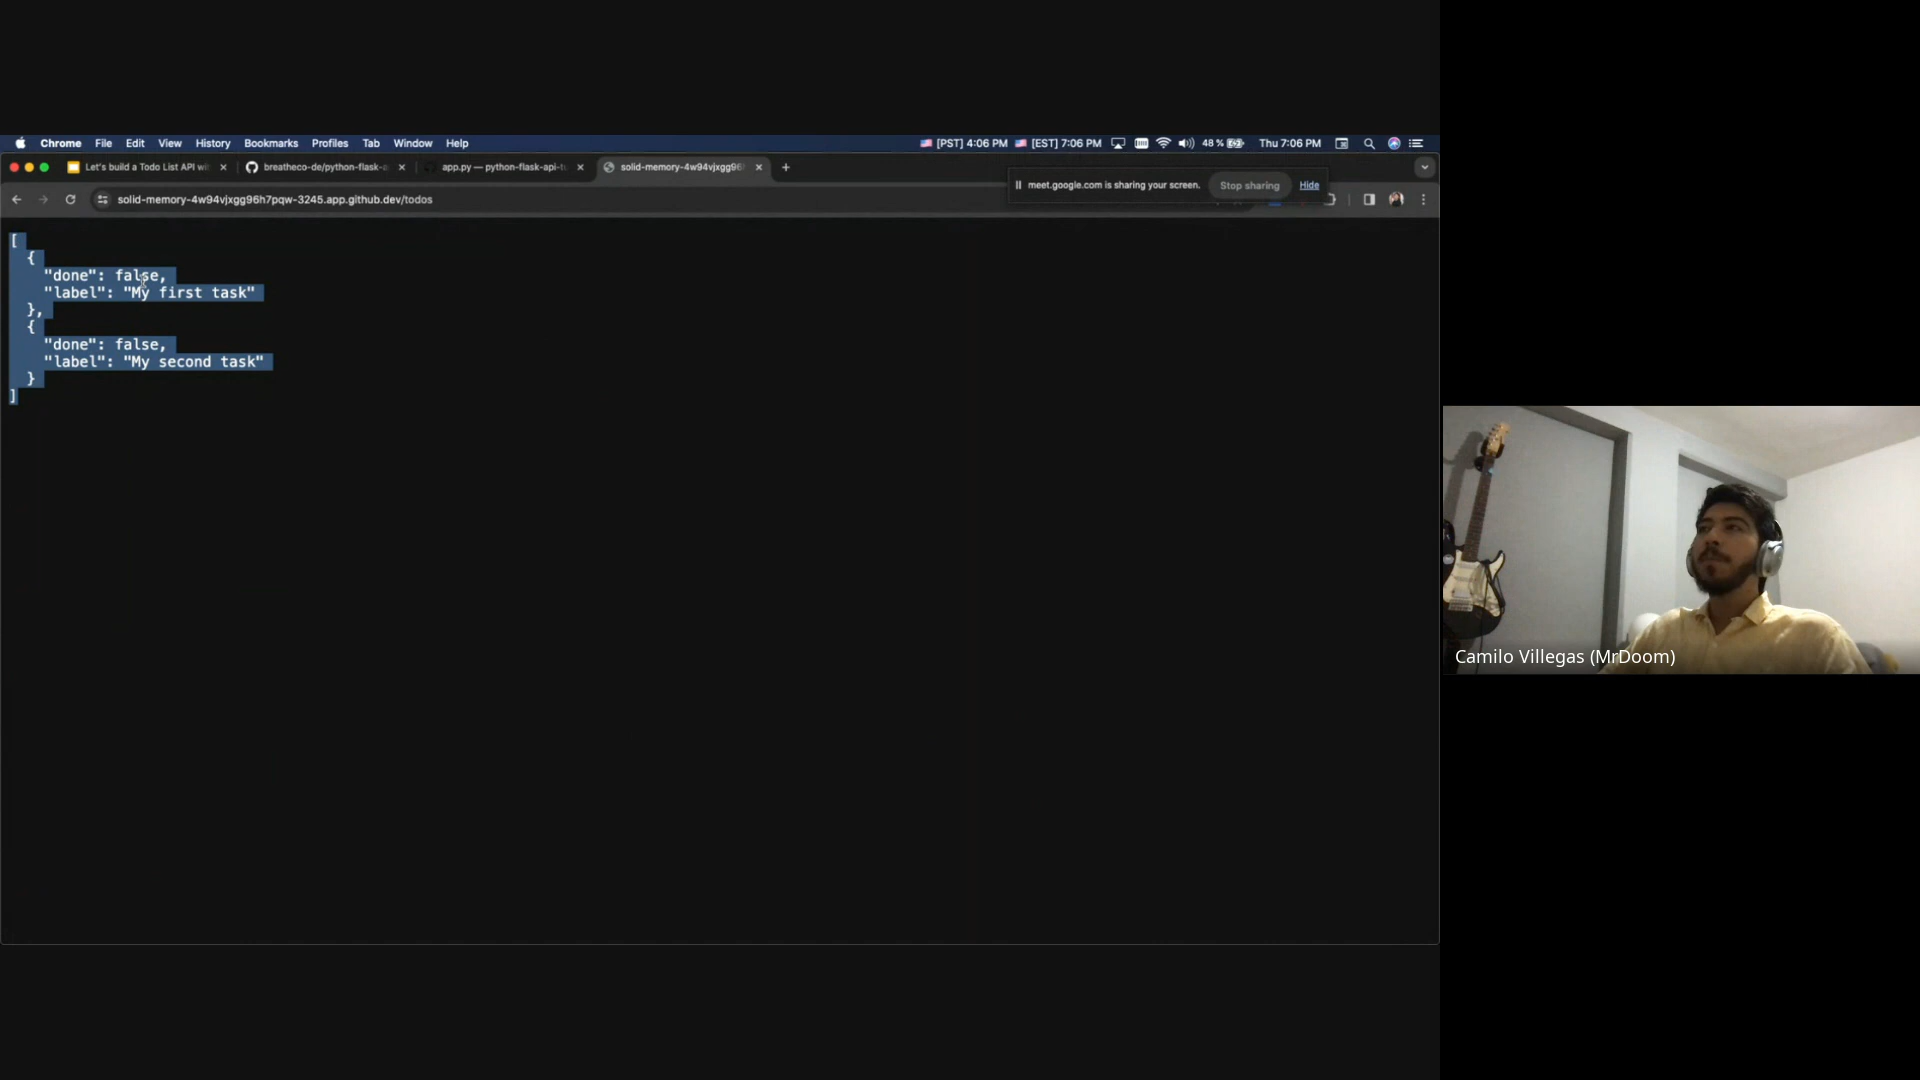 Chrome File Edit View History Bookmarks Profiles Tab Window Help [PST] 4:06 PM [EST] 7:06 PM 48% Thu 7:06 PM
Let's build a Todo List API wi breatheco-de/python-flask-a app.py — python-flask-api-tu solid-memory-4w94vjxgg96h
meet.google.com is sharing your screen. Stop sharing Hide
solid-memory-4w94vjxgg96h7pqw-3245.app.github.dev/todos
[
{
"done": false,
"label": "My first task"
},
{
"done": false,
"label": "My second task"
}
]
Camilo Villegas (MrDoom)